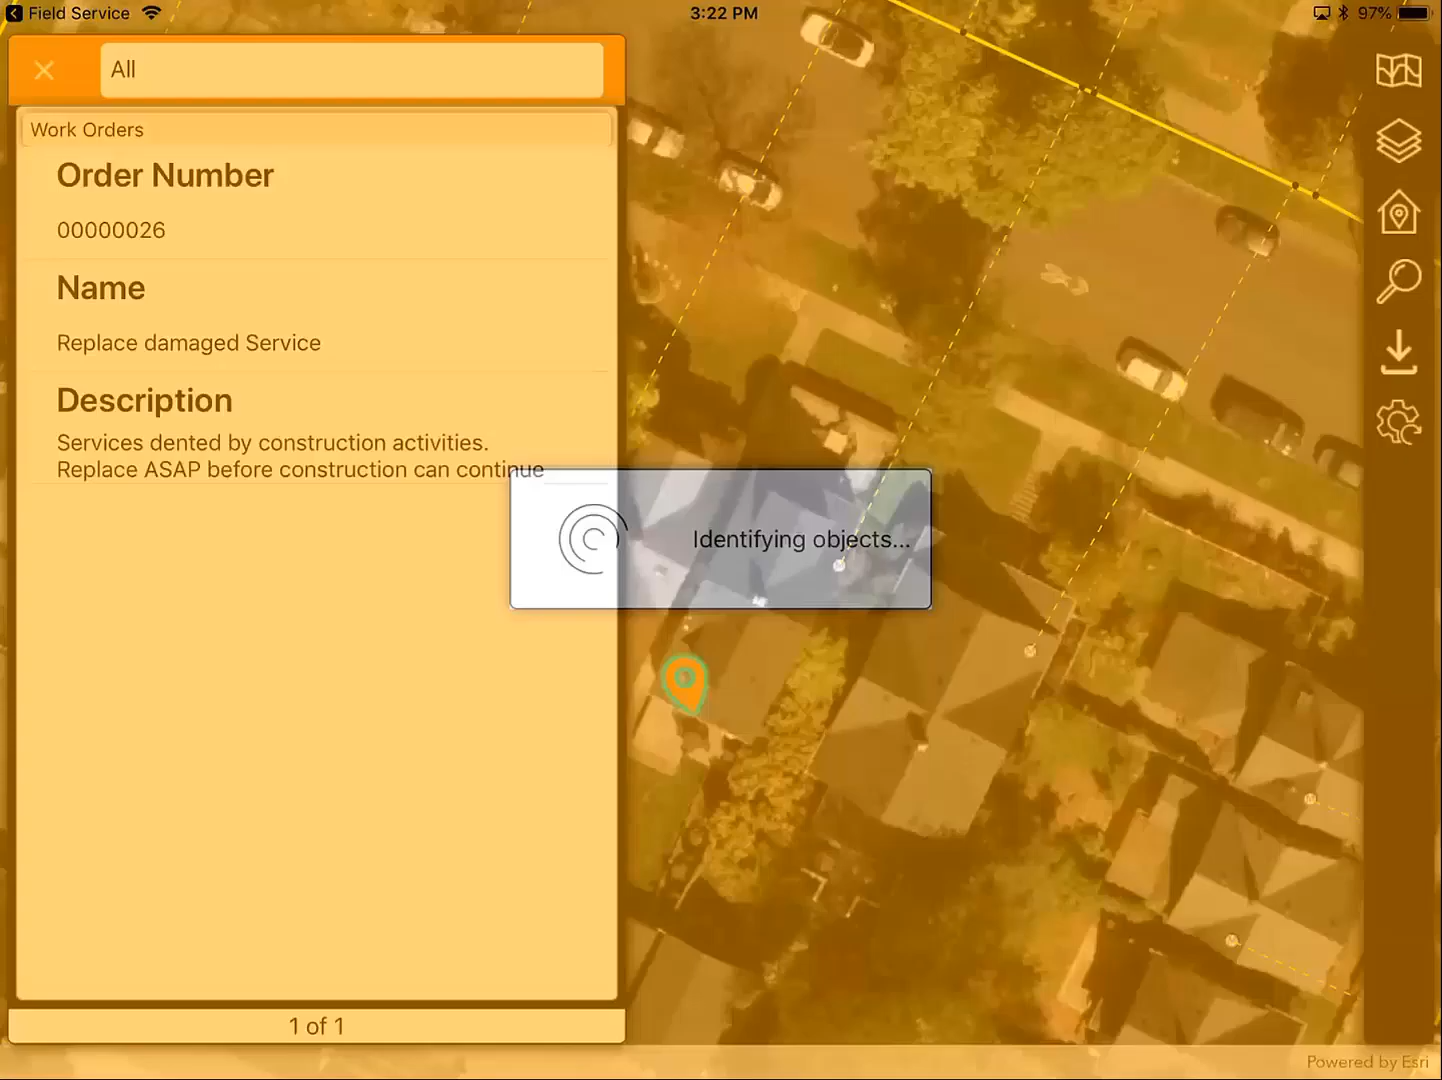 Field Service
3:22 PM
97%
All
Work Orders
Order Number
00000026
Name
Replace damaged Service
Description
Services dented by construction activities.
Replace ASAP before construction can continue
Identifying objects...
1 of 1
Powered by Esri